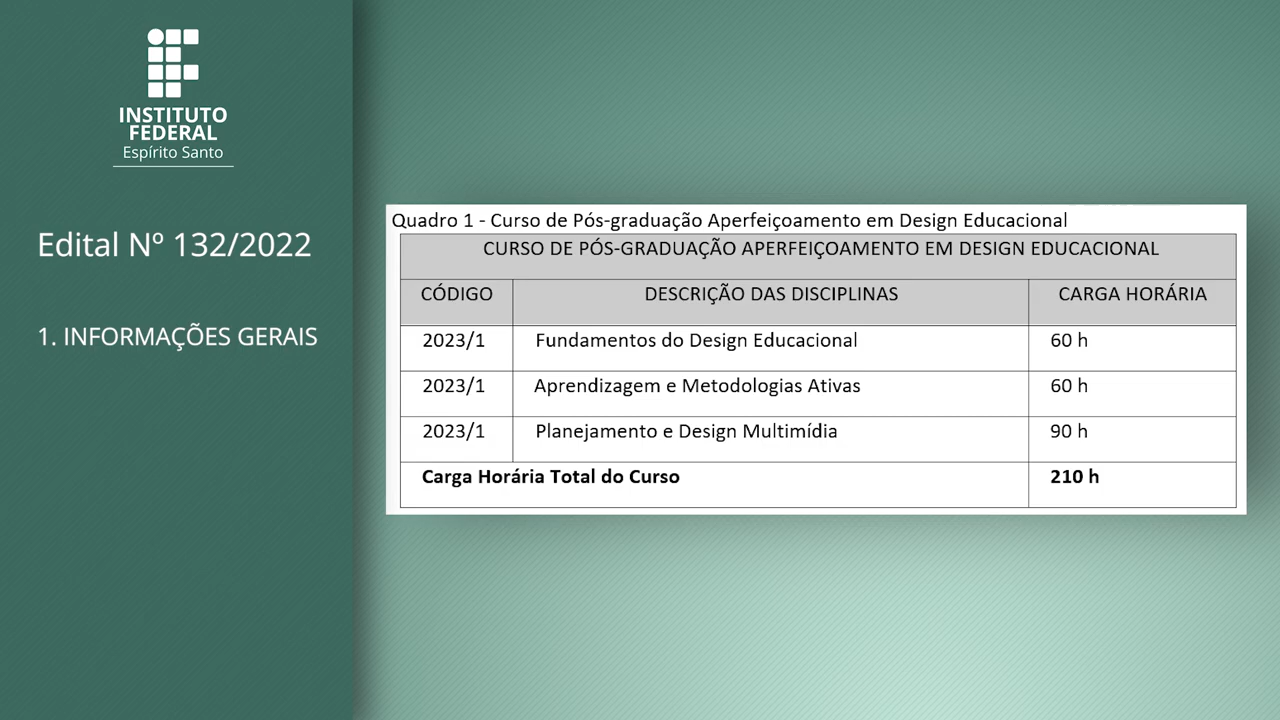 INSTITUTO
FEDERAL
Espírito Santo
Edital Nº 132/2022
1. INFORMAÇÕES GERAIS
Quadro 1 - Curso de Pós-graduação Aperfeiçoamento em Design Educacional
CURSO DE PÓS-GRADUAÇÃO APERFEIÇOAMENTO EM DESIGN EDUCACIONAL
CÓDIGO DESCRIÇÃO DAS DISCIPLINAS CARGA HORÁRIA
2023/1 Fundamentos do Design Educacional 60 h
2023/1 Aprendizagem e Metodologias Ativas 60 h
2023/1 Planejamento e Design Multimídia 90 h
Carga Horária Total do Curso 210 h